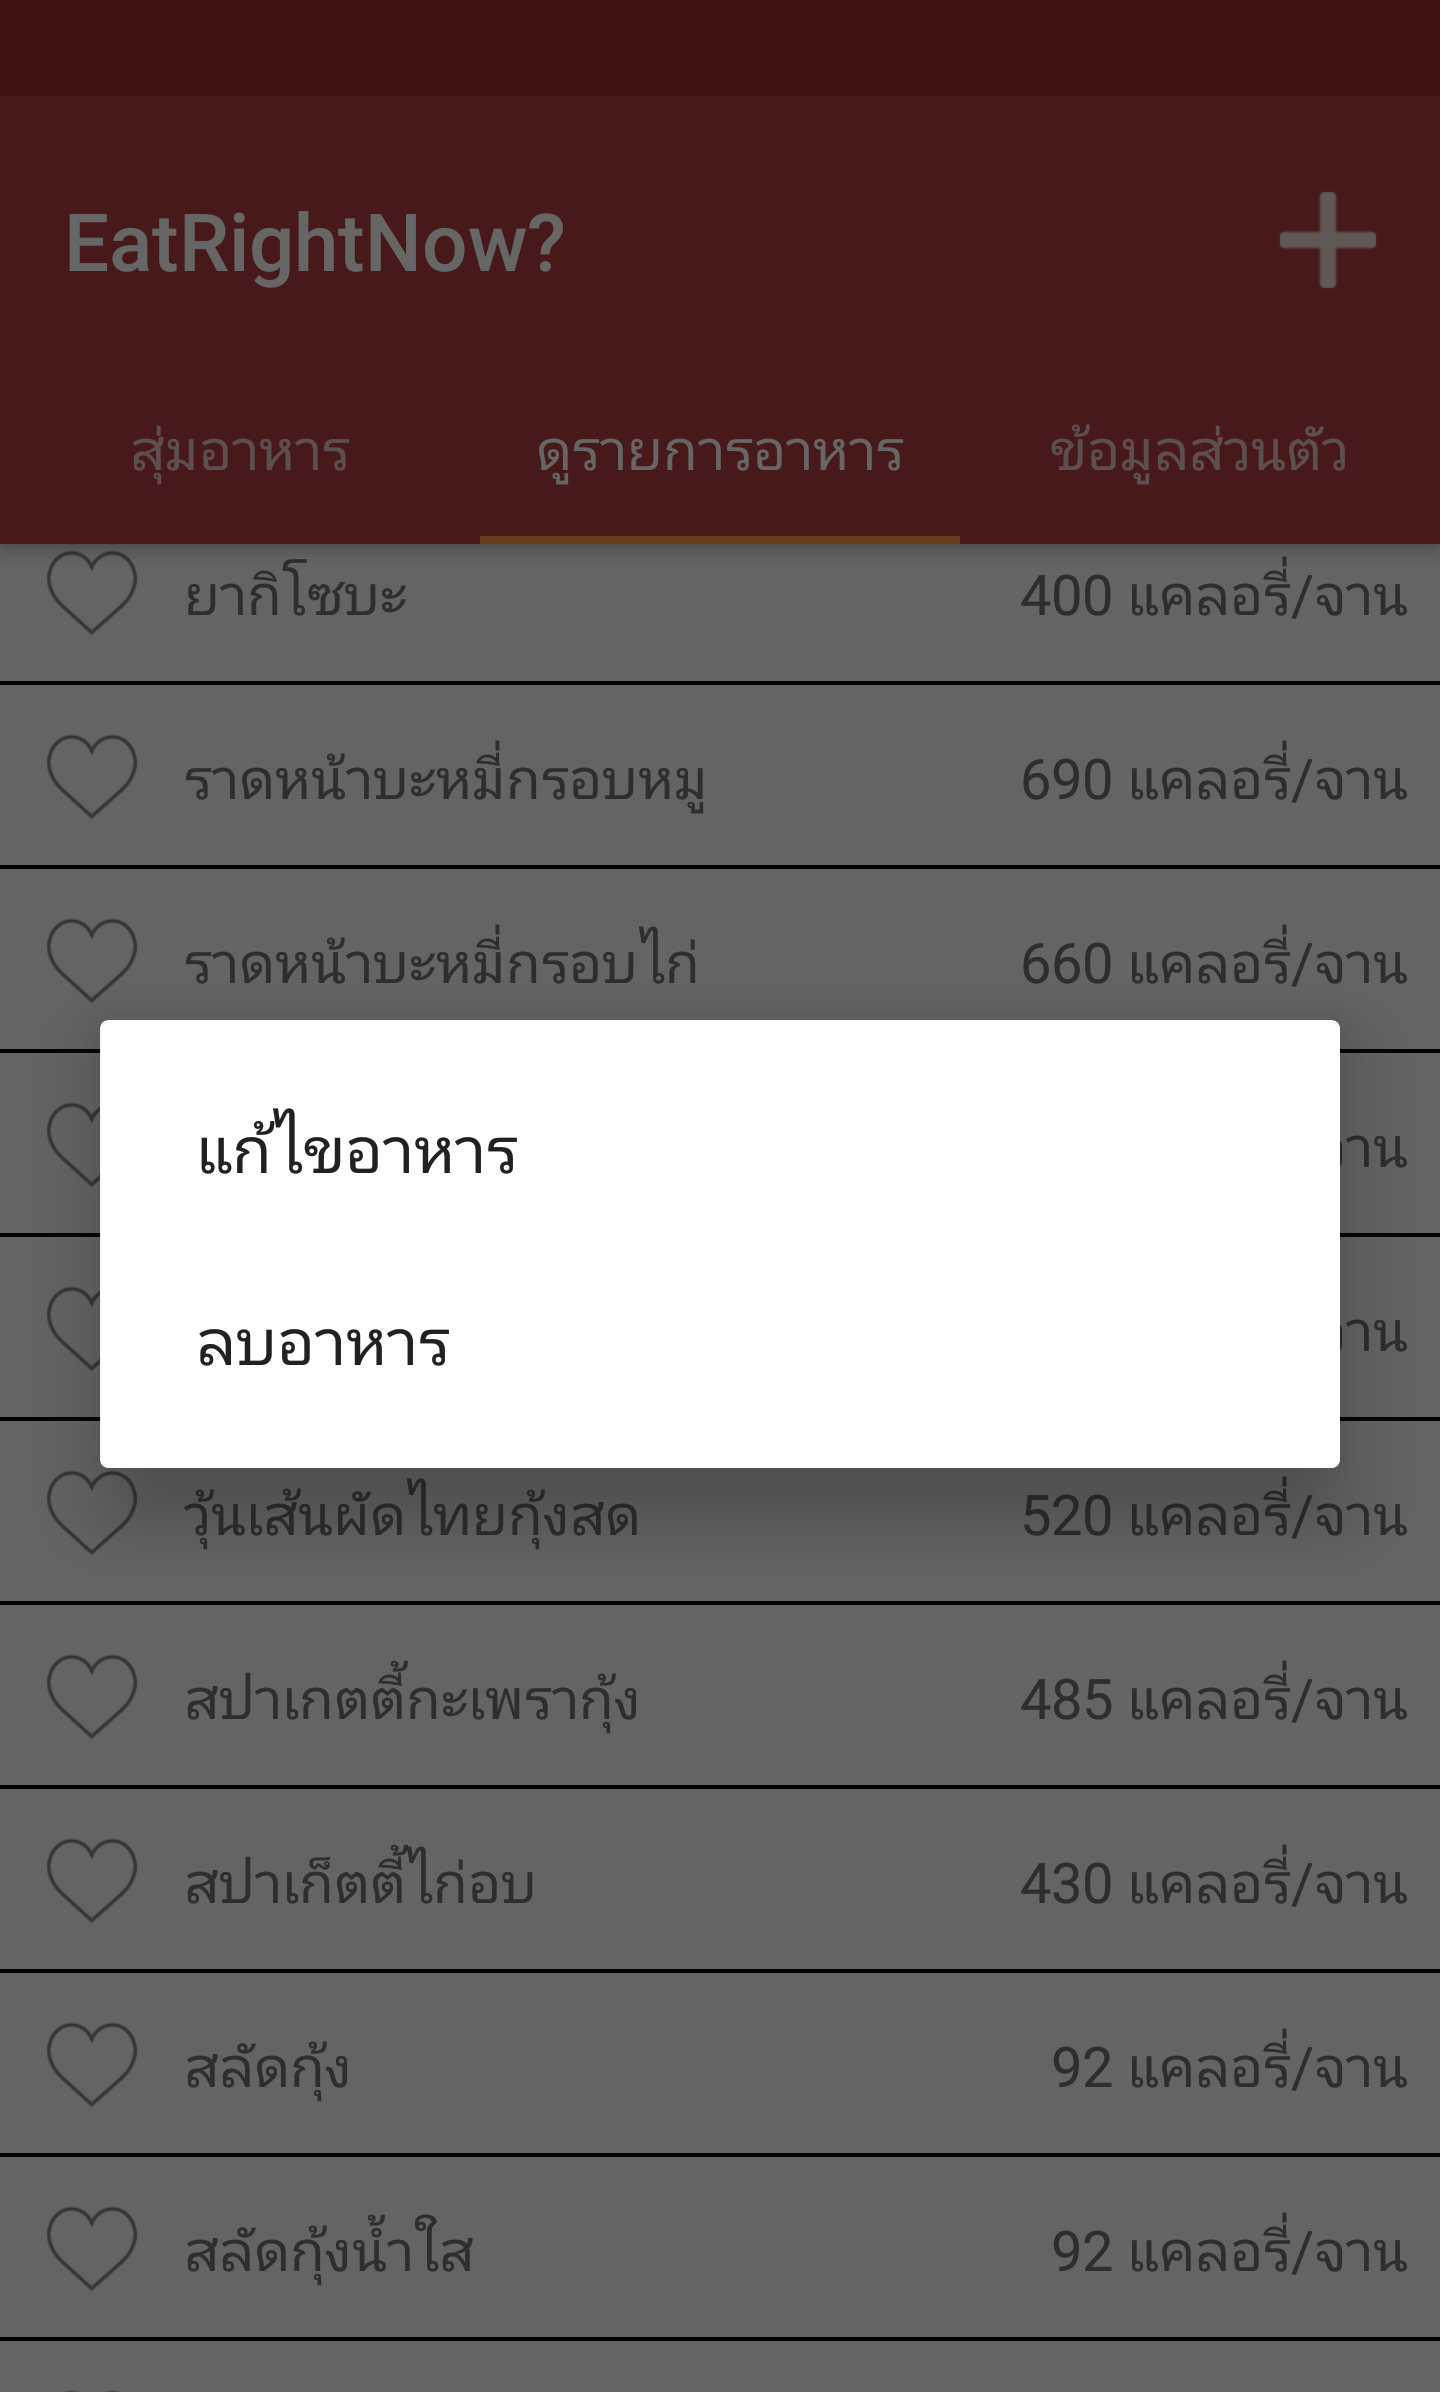 EatRightNow?
สุ่มอาหาร ดูรายการอาหาร ข้อมูลส่วนตัว
ยากิโซบะ 400 แคลอรี่/จาน
ราดหน้าบะหมี่กรอบหมู 690 แคลอรี่/จาน
ราดหน้าบะหมี่กรอบไก่ 660 แคลอรี่/จาน
แก้ไขอาหาร
ลบอาหาร
วุ้นเส้นผัดไทยกุ้งสด 520 แคลอรี่/จาน
สปาเกตตี้กะเพรากุ้ง 485 แคลอรี่/จาน
สปาเก็ตตี้ไก่อบ 430 แคลอรี่/จาน
สลัดกุ้ง 92 แคลอรี่/จาน
สลัดกุ้งน้ำใส 92 แคลอรี่/จาน